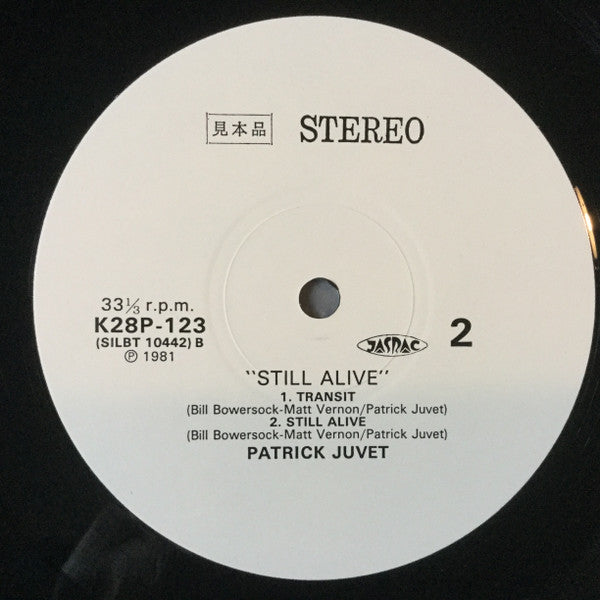 見本品 STEREO
33⅓ r.p.m.
K28P-123
(SILBT 10442) B
Ⓟ 1981
JASRAC
2
"STILL ALIVE"
1. TRANSIT
(Bill Bowersock-Matt Vernon/Patrick Juvet)
2. STILL ALIVE
(Bill Bowersock-Matt Vernon/Patrick Juvet)
PATRICK JUVET